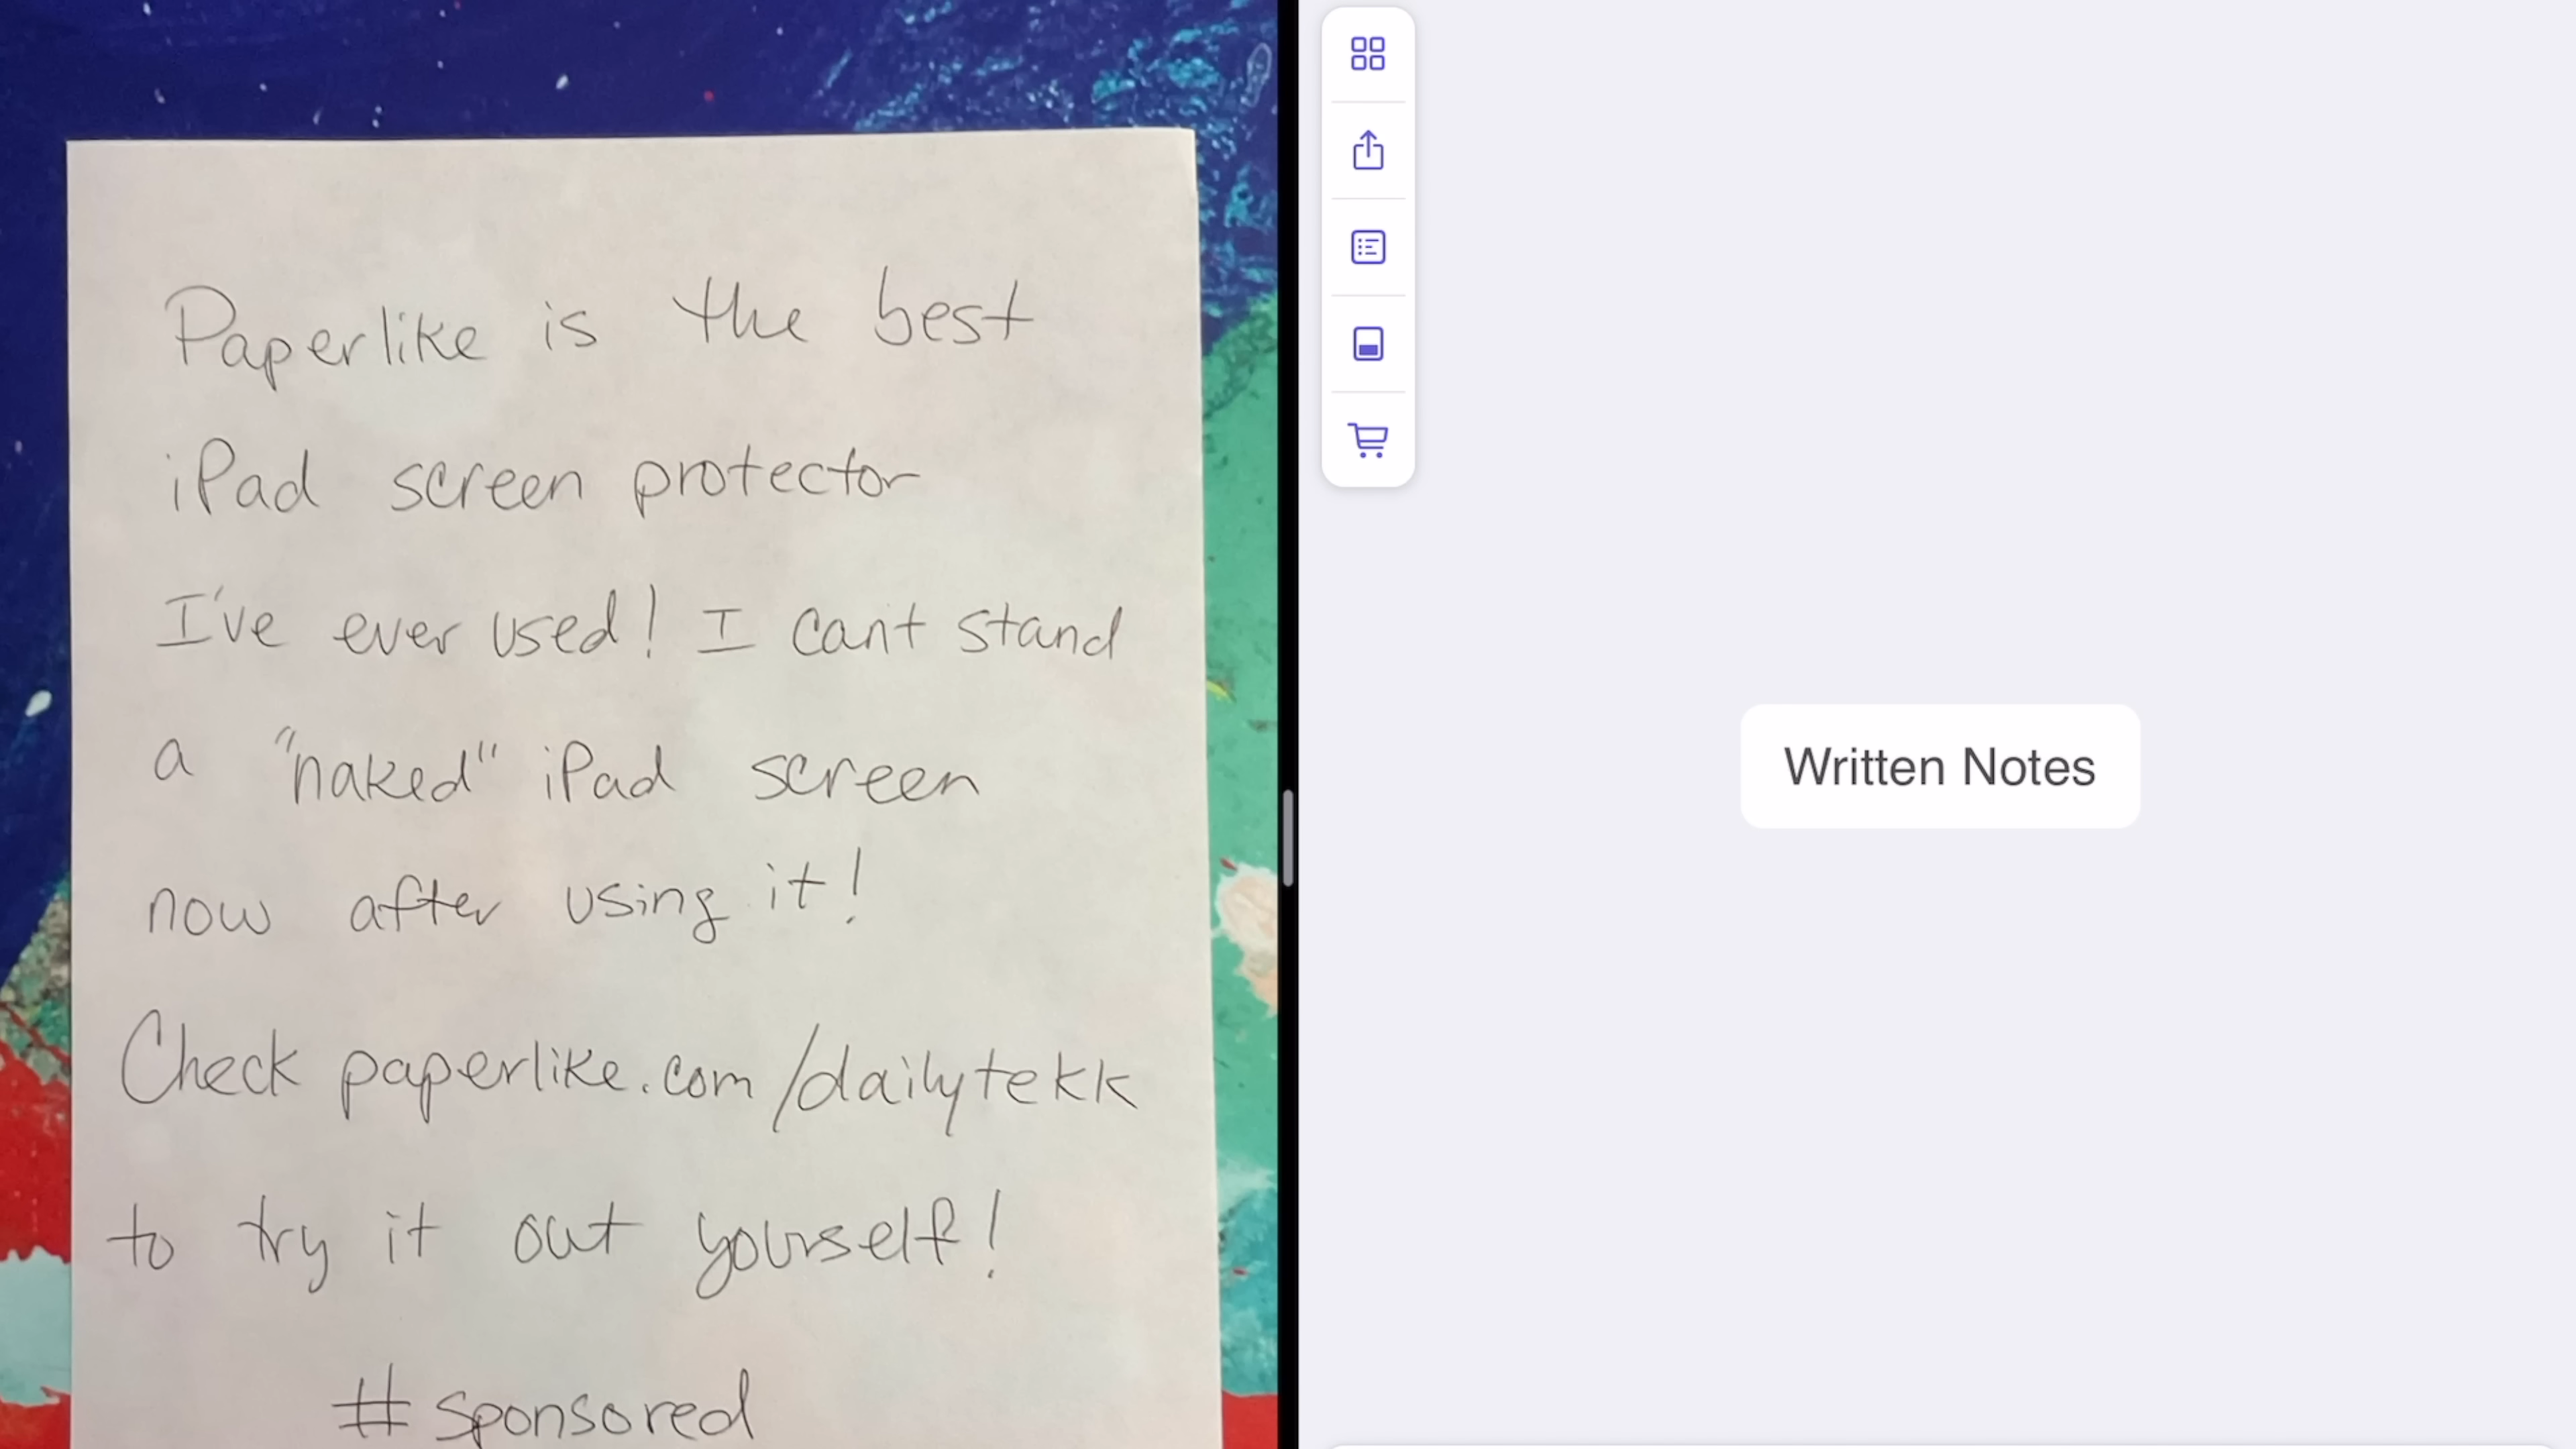 Paperlike is the best
iPad screen protector
I've ever used! I cant stand
a "naked" iPad screen
now after using it!
Check paperlike.com/dailytekk
to try it out yourself!
#sponsored
Written Notes